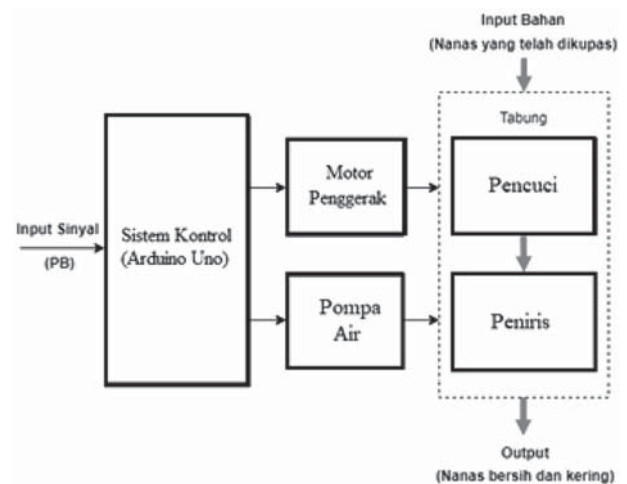 Input Bahan
(Nanas yang telah dikupas)
Tabung
Motor
Penggerak
Pencuci
Input Sinyal
(PB)
Sistem Kontrol
(Arduino Uno)
Pompa
Air
Peniris
Output
(Nanas bersih dan kering)